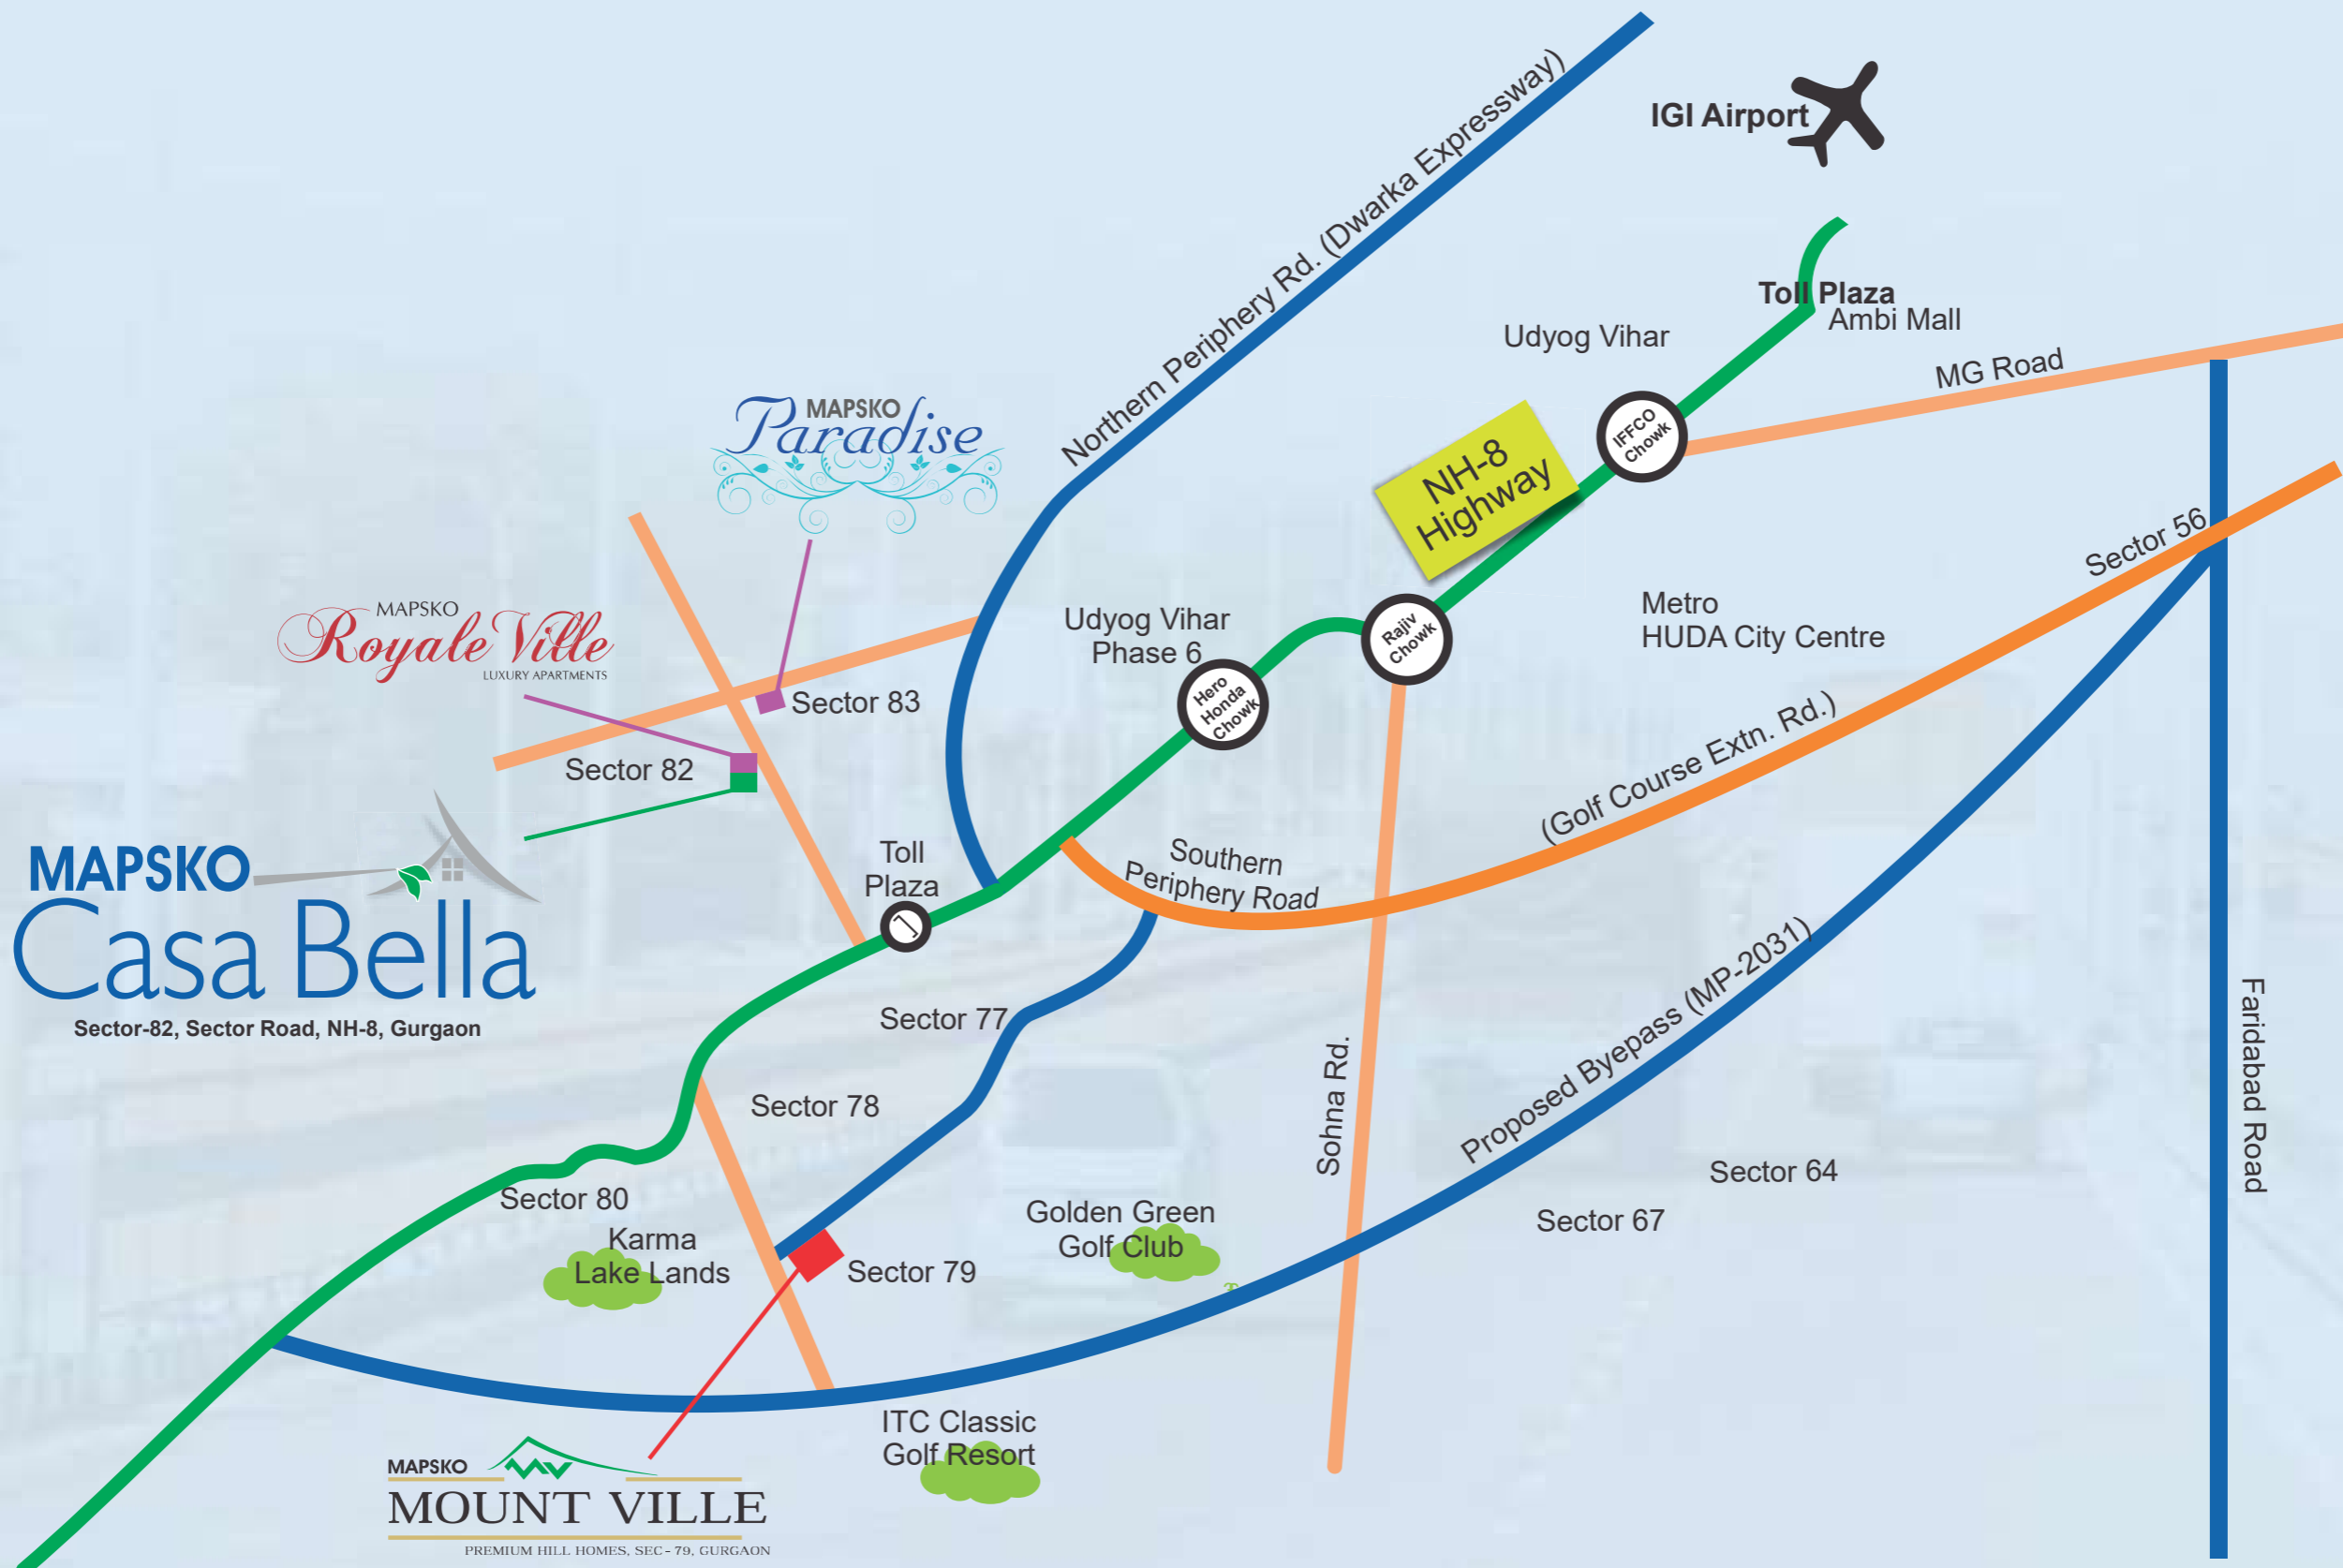 Northern Periphery Rd. (Dwarka Expressway)
IGI Airport
Toll Plaza
Ambi Mall
Udyog Vihar
MG Road
IFFCO
Chowk
NH-8
Highway
MAPSKO
Paradise
Sector 56
Metro
HUDA City Centre
Udyog Vihar
Phase 6
Rajiv
Chowk
Hero
Honda
Chowk
MAPSKO
Royale Ville
LUXURY APARTMENTS
Sector 83
Sector 82
(Golf Course Extn. Rd.)
Southern
Periphery Road
Toll
Plaza
MAPSKO
Casa Bella
Sector-82, Sector Road, NH-8, Gurgaon
Sector 77
Sector 78
Sohna Rd.
Proposed Byepass (MP-2031)
Faridabad Road
Sector 64
Sector 67
Sector 80
Karma
Lake Lands
Golden Green
Golf Club
Sector 79
ITC Classic
Golf Resort
MAPSKO
MOUNT VILLE
PREMIUM HILL HOMES, SEC - 79, GURGAON